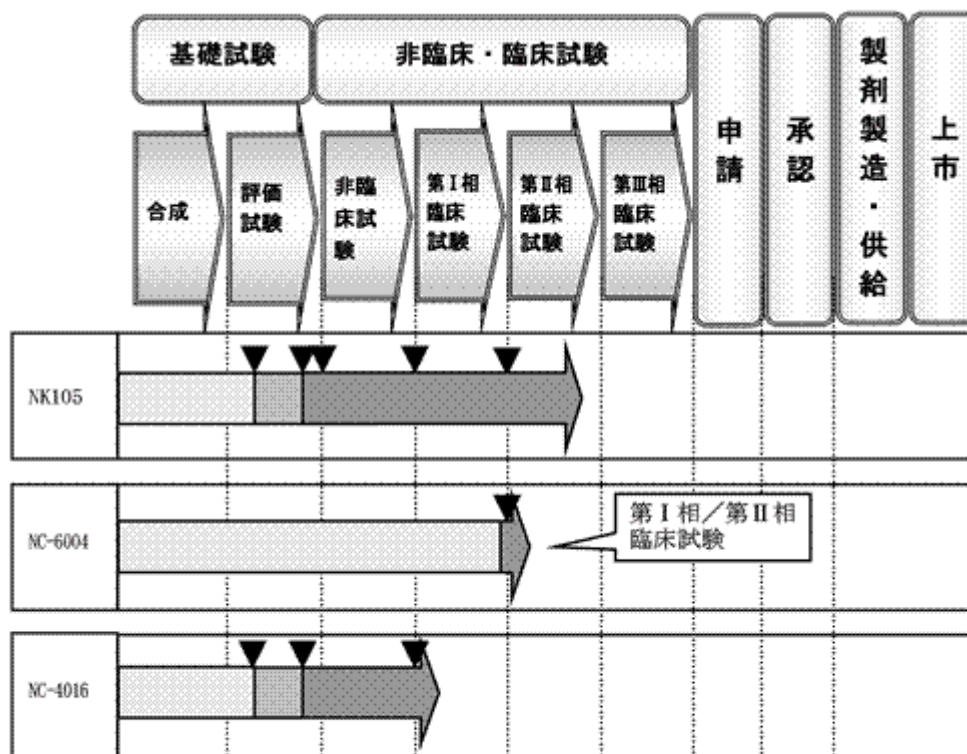 基礎試験
非臨床・臨床試験
申請
承認
製剤製造・供給
上市
合成
評価
試験
非臨
床試
験
第Ⅰ相
臨床
試験
第Ⅱ相
臨床
試験
第Ⅲ相
臨床
試験
NK105
NC-6004
第Ⅰ相／第Ⅱ相
臨床試験
NC-4016